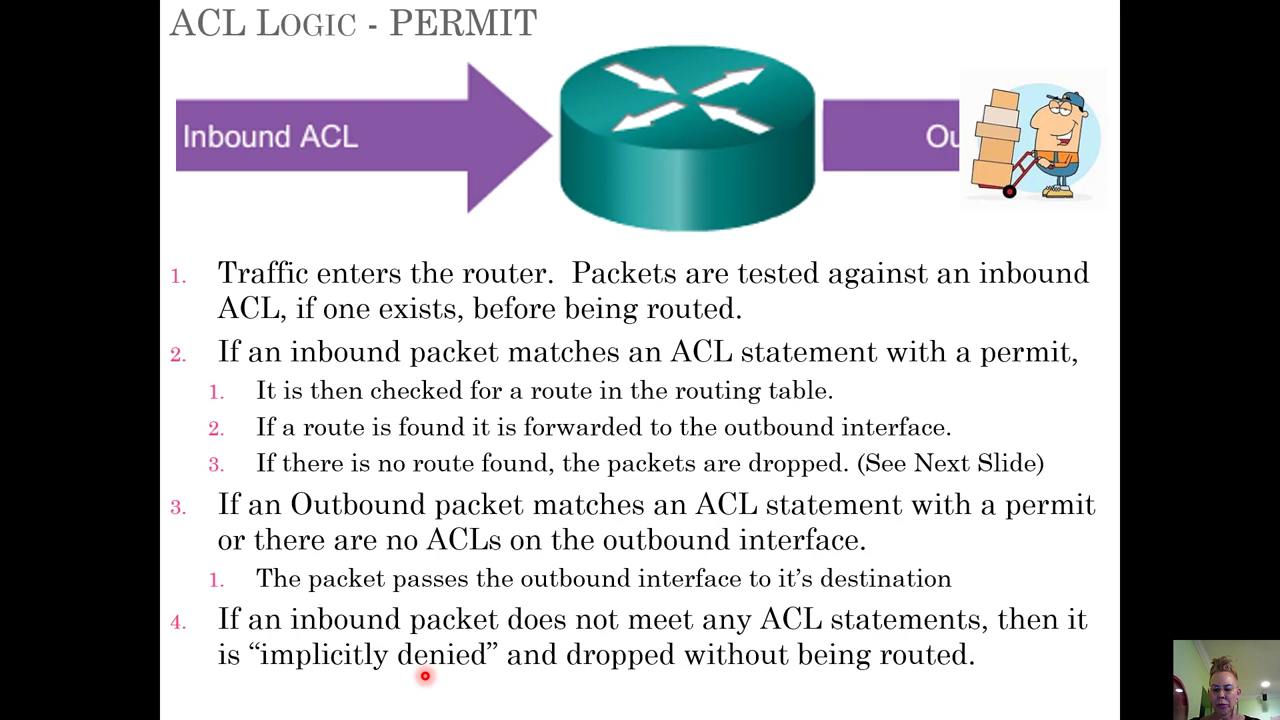 ACL LOGIC - PERMIT
Inbound ACL
Ou
1. Traffic enters the router. Packets are tested against an inbound
ACL, if one exists, before being routed.
2. If an inbound packet matches an ACL statement with a permit,
1. It is then checked for a route in the routing table.
2. If a route is found it is forwarded to the outbound interface.
3. If there is no route found, the packets are dropped. (See Next Slide)
3. If an Outbound packet matches an ACL statement with a permit
or there are no ACLs on the outbound interface.
1. The packet passes the outbound interface to it’s destination
4. If an inbound packet does not meet any ACL statements, then it
is “implicitly denied” and dropped without being routed.